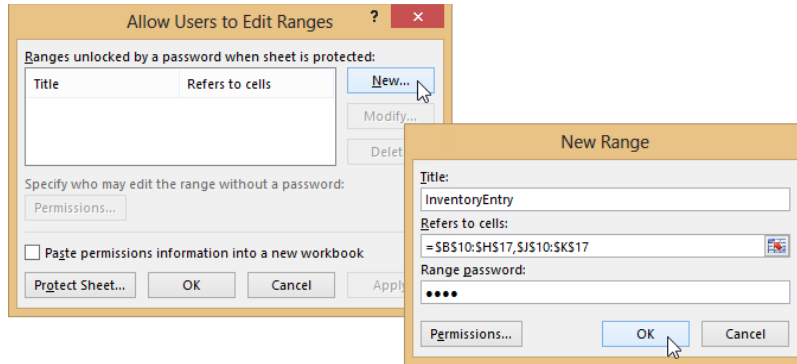 Allow Users to Edit Ranges
Ranges unlocked by a password when sheet is protected:
Title Refers to cells
New...
Modify...
Delet
Specify who may edit the range without a password:
Permissions...
Paste permissions information into a new workbook
Protect Sheet... OK Cancel Apply
New Range
Title:
InventoryEntry
Refers to cells:
=$B$10:$H$17,$J$10:$K$17
Range password:
••••
Permissions... OK Cancel